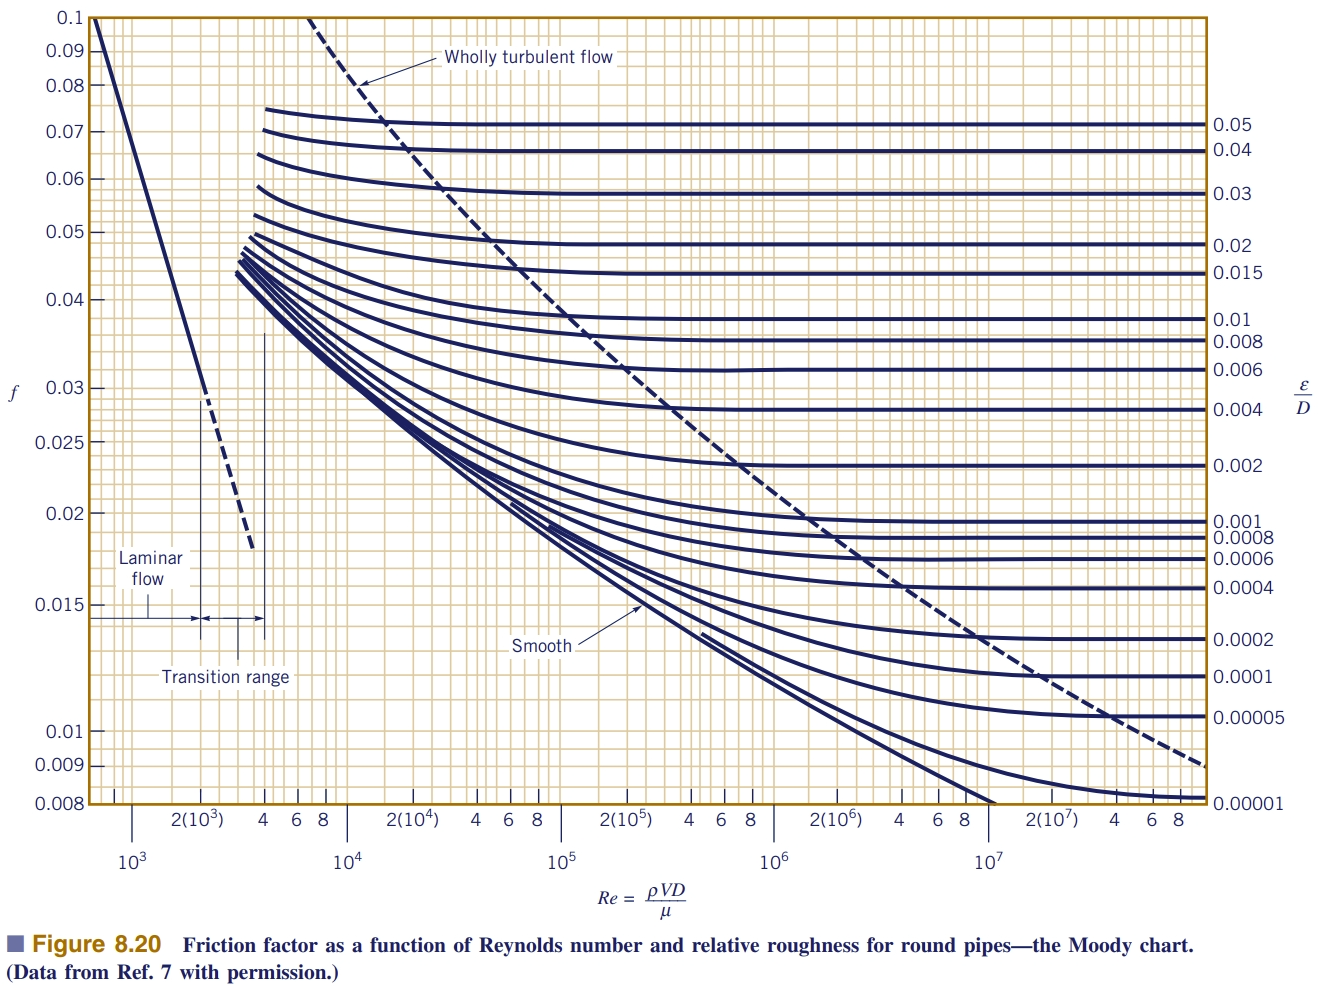 0.1
0.09
0.08
0.07
0.06
0.05
0.04
f
0.03
0.025
0.02
0.015
0.01
0.009
0.008
Wholly turbulent flow
Laminar
flow
Transition range
Smooth
0.05
0.04
0.03
0.02
0.015
0.01
0.008
0.006
ε
D
0.004
0.002
0.001
0.0008
0.0006
0.0004
0.0002
0.0001
0.00005
0.00001
2(10³) 4 6 8 2(10⁴) 4 6 8 2(10⁵) 4 6 8 2(10⁶) 4 6 8 2(10⁷) 4 6 8
10³ 10⁴ 10⁵ 10⁶ 10⁷
Re = ρVD
μ
Figure 8.20 Friction factor as a function of Reynolds number and relative roughness for round pipes—the Moody chart.
(Data from Ref. 7 with permission.)